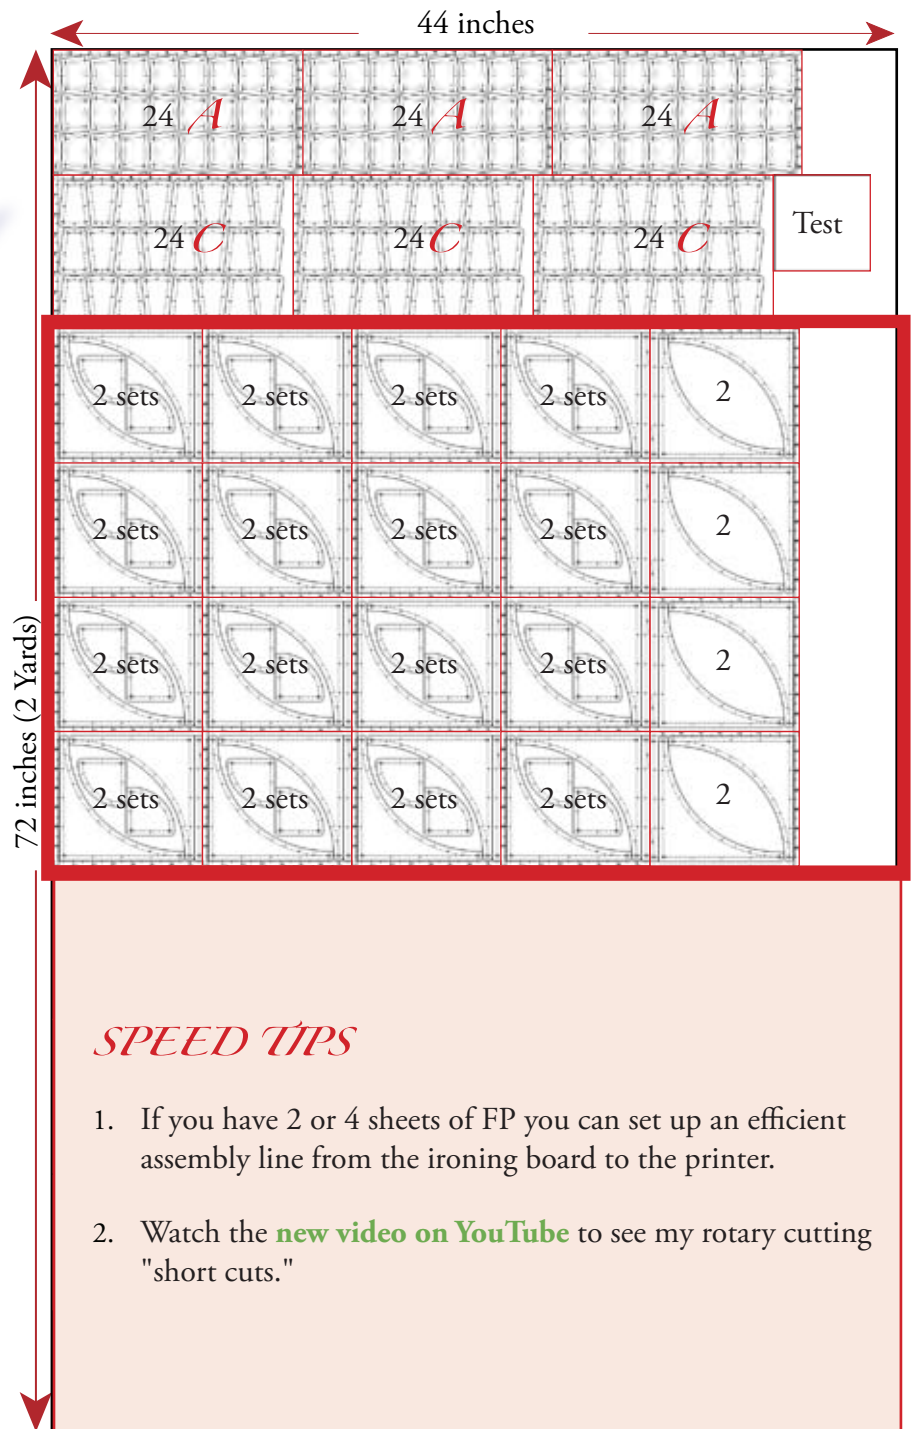 44 inches
24 A 24 A 24 A
24 C 24 C 24 C Test
2 sets 2 sets 2 sets 2 sets 2
2 sets 2 sets 2 sets 2 sets 2
2 sets 2 sets 2 sets 2 sets 2
2 sets 2 sets 2 sets 2 sets 2
72 inches (2 Yards)
SPEED TIPS
1. If you have 2 or 4 sheets of FP you can set up an efficient
assembly line from the ironing board to the printer.
2. Watch the new video on YouTube to see my rotary cutting
"short cuts."